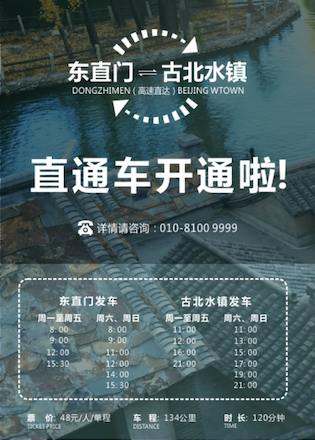 东直门 ⇌ 古北水镇
DONGZHIMEN ( 高速直达 ) BEIJING WTOWN
直通车开通啦!
详情请咨询 : 010-8100 9999
东直门发车 古北水镇发车
周一至周五 周六、周日 周一至周五 周六、周日
8: 00 8: 00 11: 00 11: 00
9: 00 9: 00 16: 00 13: 00
12: 00 11: 00 21: 00 15: 00
15: 30 12: 00 17: 00
14: 00 19: 00
15: 30 21: 00
票 价: 48元/人/单程 车 程: 134公里 时 长: 120分钟
TICKET PRICE DISTANCE TIME